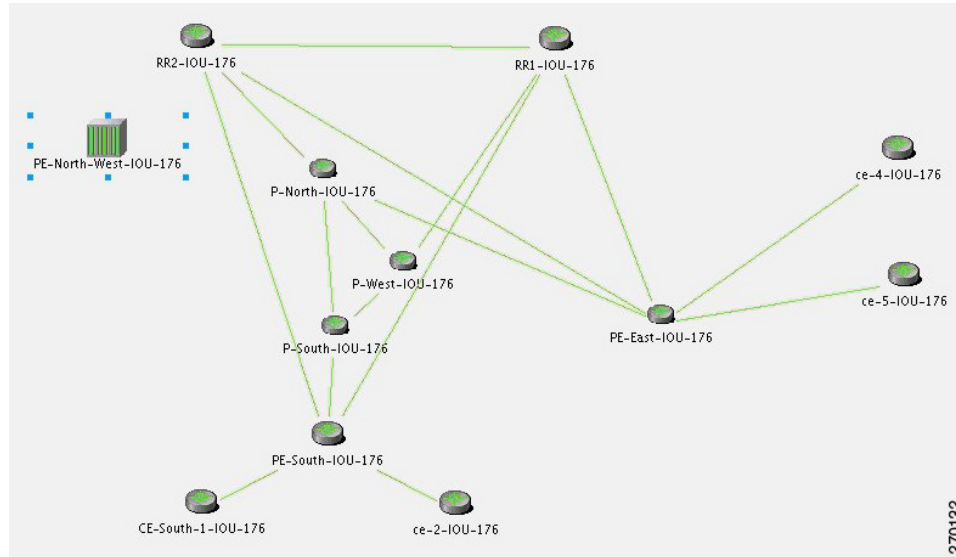 RR2-IOU-176
RR1-IOU-176
PE-North-West-IOU-176
P-North-IOU-176
ce-4-IOU-176
P-West-IOU-176
ce-5-IOU-176
P-South-IOU-176
PE-East-IOU-176
PE-South-IOU-176
CE-South-1-IOU-176
ce-2-IOU-176
270122